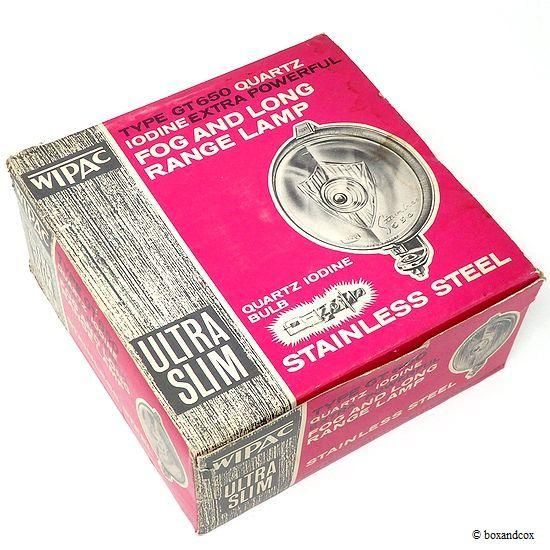 WIPAC
TYPE GT650 QUARTZ
IODINE EXTRA POWERFUL
FOG AND LONG
RANGE LAMP
ULTRA
SLIM
QUARTZ IODINE
BULB
STAINLESS STEEL
WIPAC
ULTRA
SLIM
TYPE GT
QUARTZ IODINE
FOG AND LONG
RANGE LAMP
STAINLESS STEEL
© boxandcox